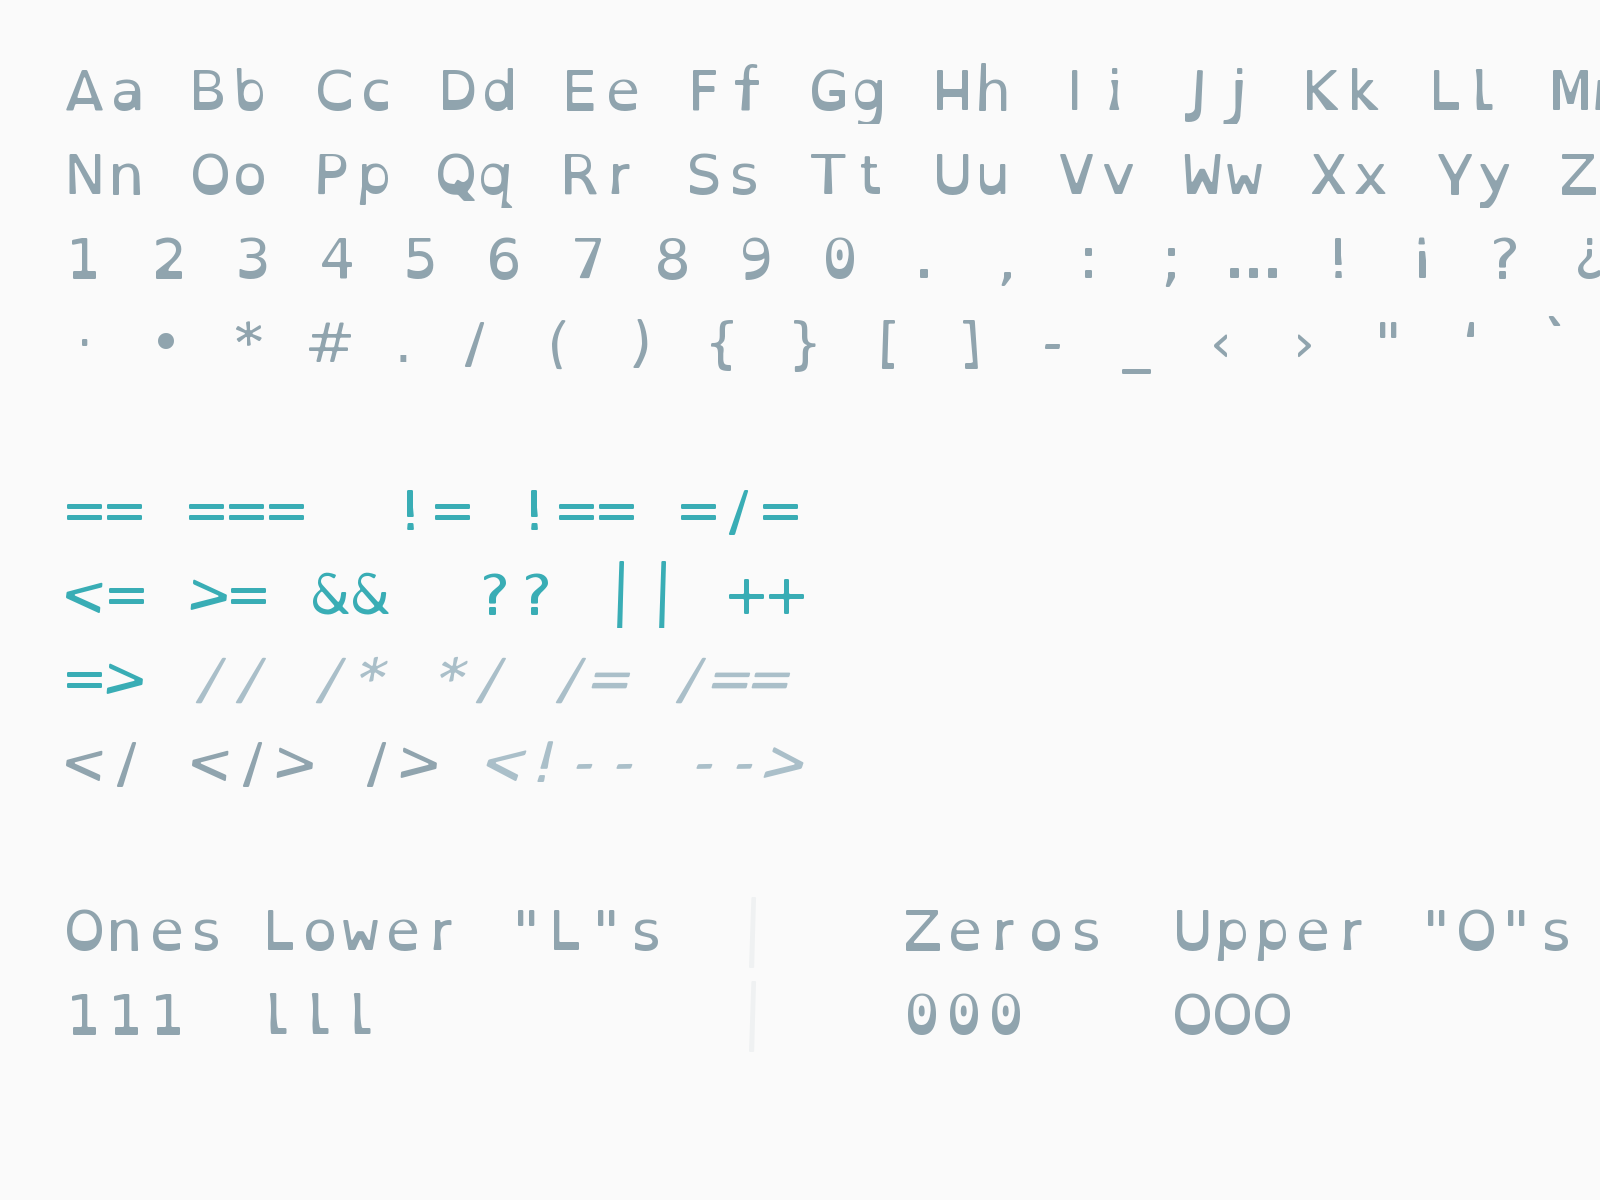 Aa Bb Cc Dd Ee Ff Gg Hh Ii Jj Kk Ll Mm
Nn Oo Pp Qq Rr Ss Tt Uu Vv Ww Xx Yy Z
1 2 3 4 5 6 7 8 9 0 . , : ; … ! ¡ ? ¿
· • * # . / ( ) { } [ ] - _ ‹ › " ' `
== === != !== =/=
<= >= && ?? || ++
=> // /* */ /= /==
</ </> /> <!-- -->
Ones Lower "L"s | Zeros Upper "O"s
111 lll | 000 OOO